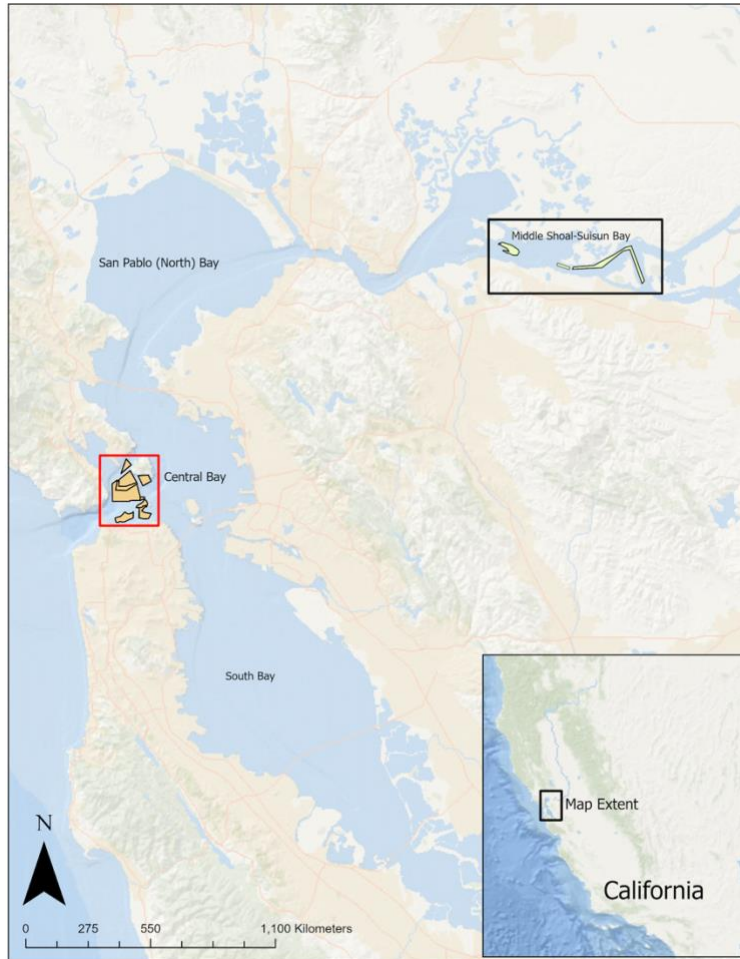 Middle Shoal-Suisun Bay
San Pablo (North) Bay
Central Bay
South Bay
Map Extent
California
N
0 275 550 1,100 Kilometers